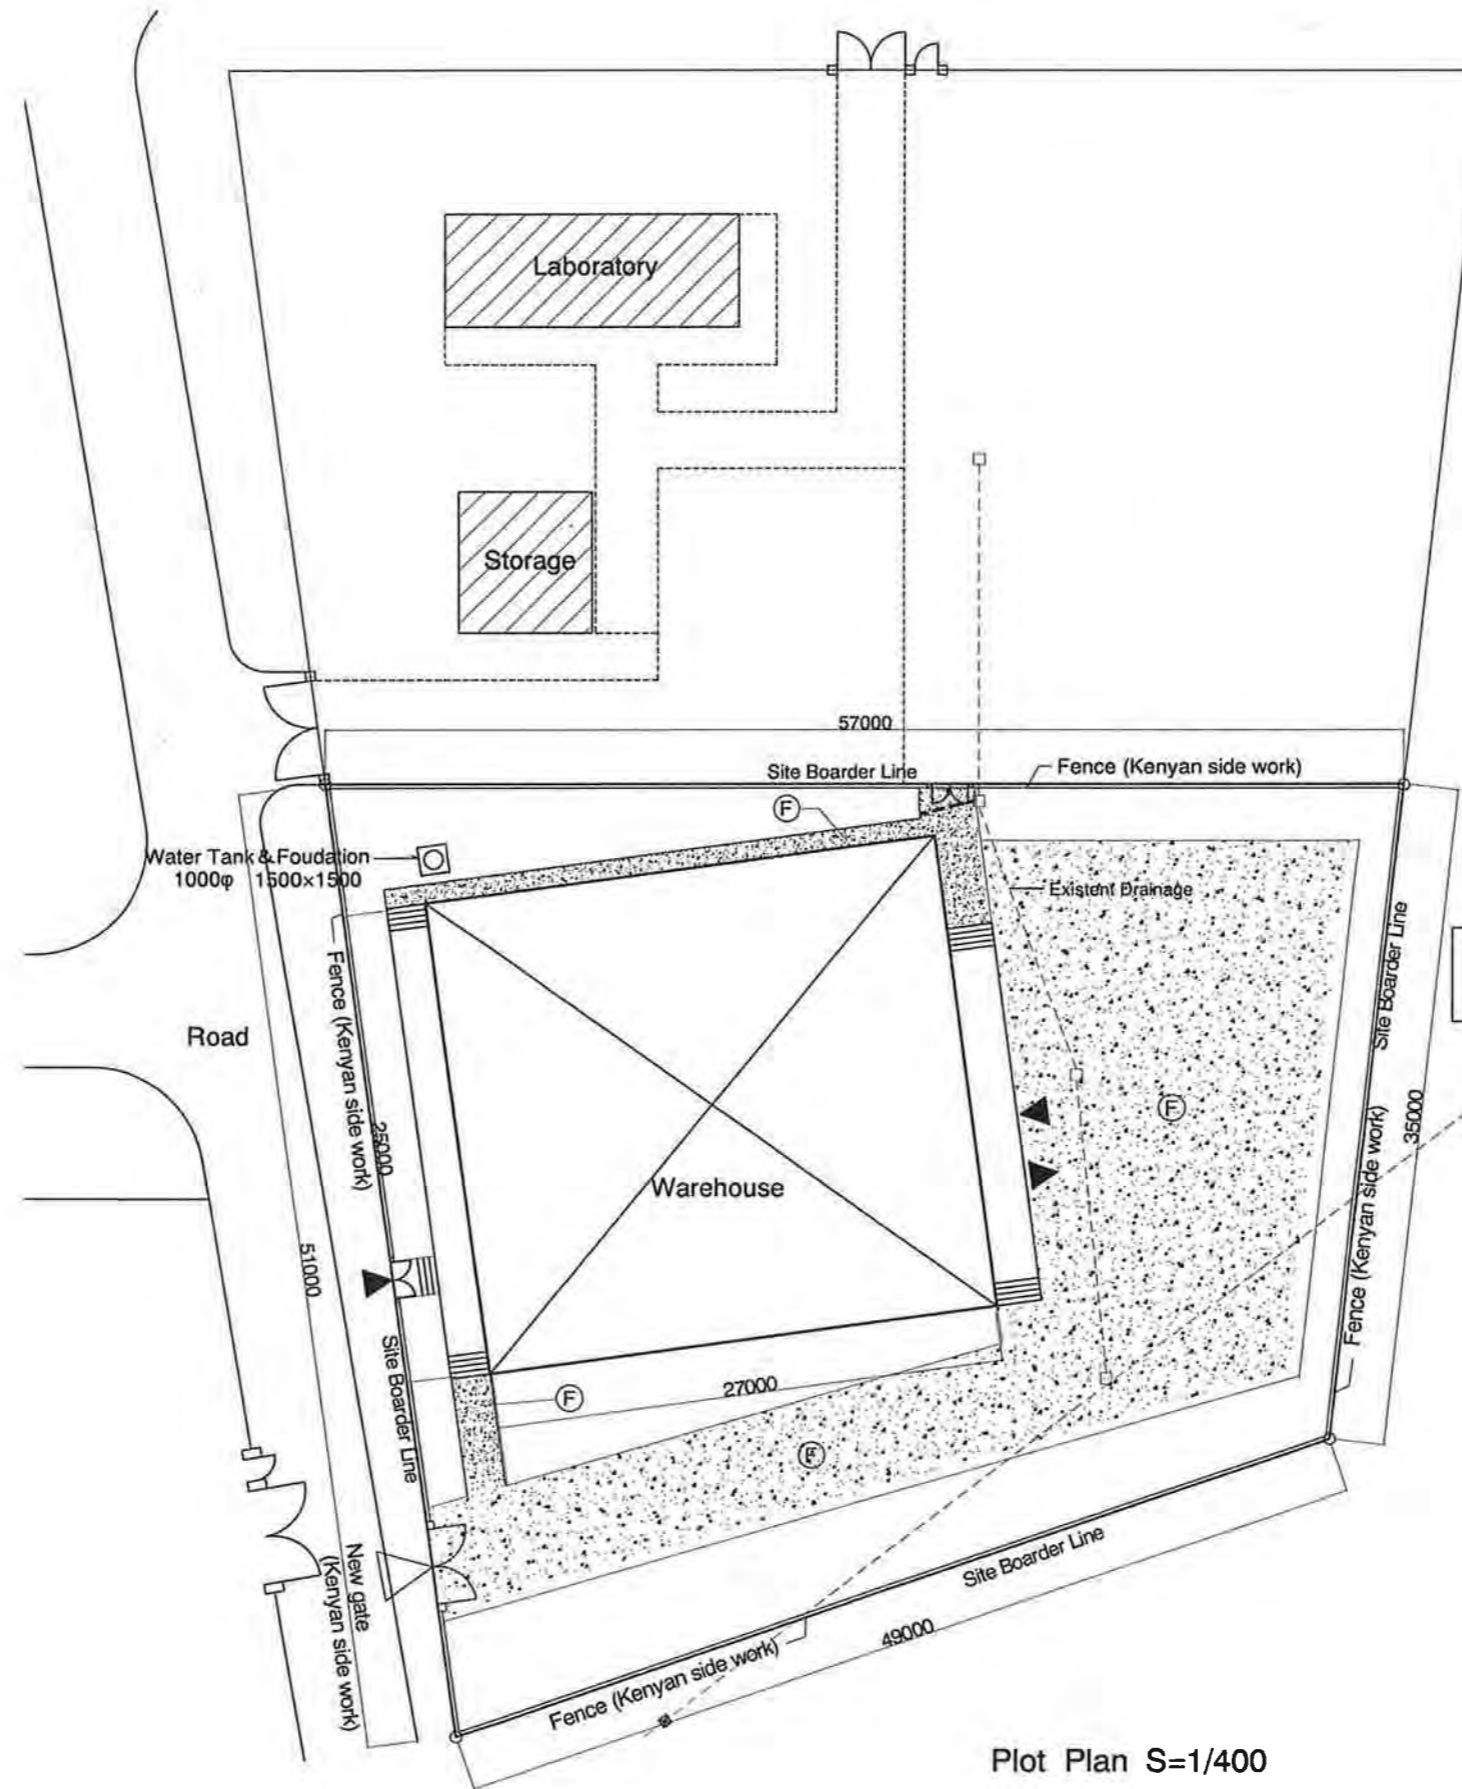 Laboratory
Storage
57000
Site Boarder Line
Fence (Kenyan side work)
F
Water Tank & Foudation
1000φ 1500×1500
Existent Drainage
Fence (Kenyan side work)
Site Boarder Line
Road
25000
F
35000
Warehouse
Fence (Kenyan side work)
51000
Site Boarder Line
27000
F
F
New gate
(Kenyan side work)
Site Boarder Line
49000
Fence (Kenyan side work)
Plot Plan S=1/400